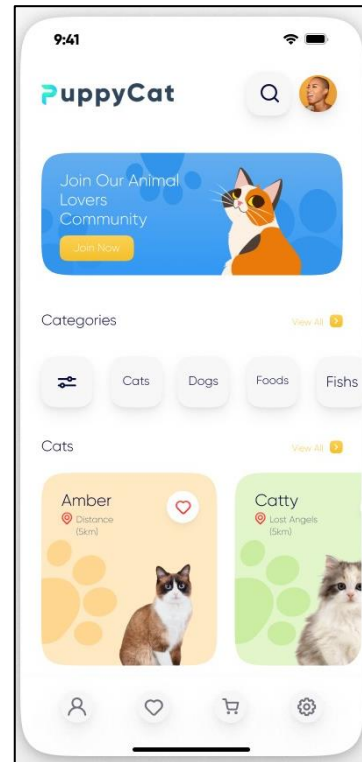 9:41
PuppyCat
Join Our Animal
Lovers
Community
Join Now
Categories
View All
Cats
Dogs
Foods
Fishs
Cats
View All
Amber
Distance
(5km)
Catty
Lost Angels
(5km)